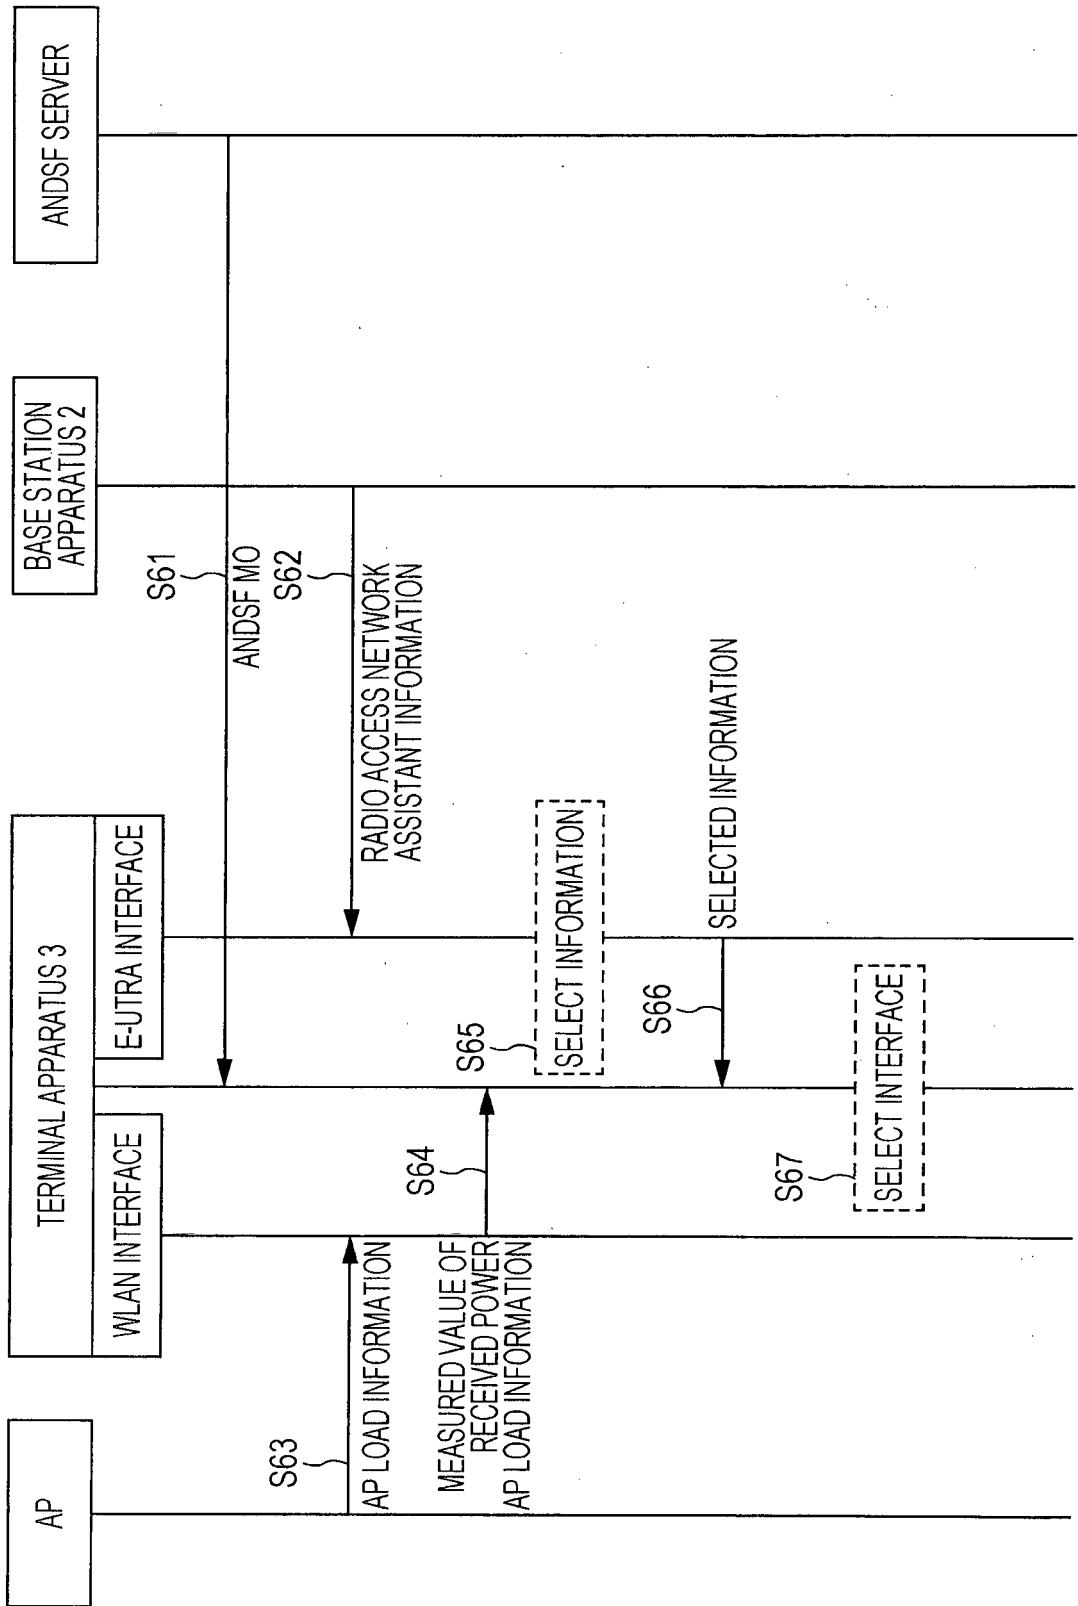 AP
TERMINAL APPARATUS 3
WLAN INTERFACE
E-UTRA INTERFACE
BASE STATION
APPARATUS 2
ANDSF SERVER
S61
ANDSF MO
S62
RADIO ACCESS NETWORK
ASSISTANT INFORMATION
S63
AP LOAD INFORMATION
S64
MEASURED VALUE OF
RECEIVED POWER
AP LOAD INFORMATION
S65
SELECT INFORMATION
S66
SELECTED INFORMATION
S67
SELECT INTERFACE